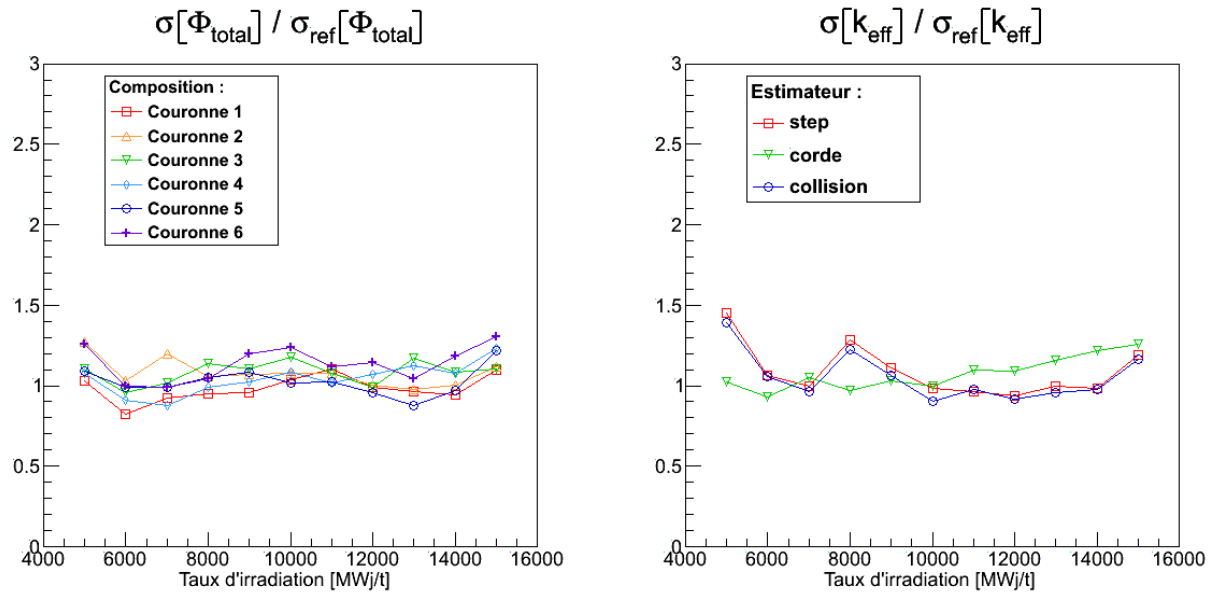 σ[Φtotal] / σref[Φtotal]
3
2.5
2
1.5
1
0.5
0
Composition :
Couronne 1
Couronne 2
Couronne 3
Couronne 4
Couronne 5
Couronne 6
4000 6000 8000 10000 12000 14000 16000
Taux d'irradiation [MWj/t]
σ[keff] / σref[keff]
3
2.5
2
1.5
1
0.5
0
Estimateur :
step
corde
collision
4000 6000 8000 10000 12000 14000 16000
Taux d'irradiation [MWj/t]